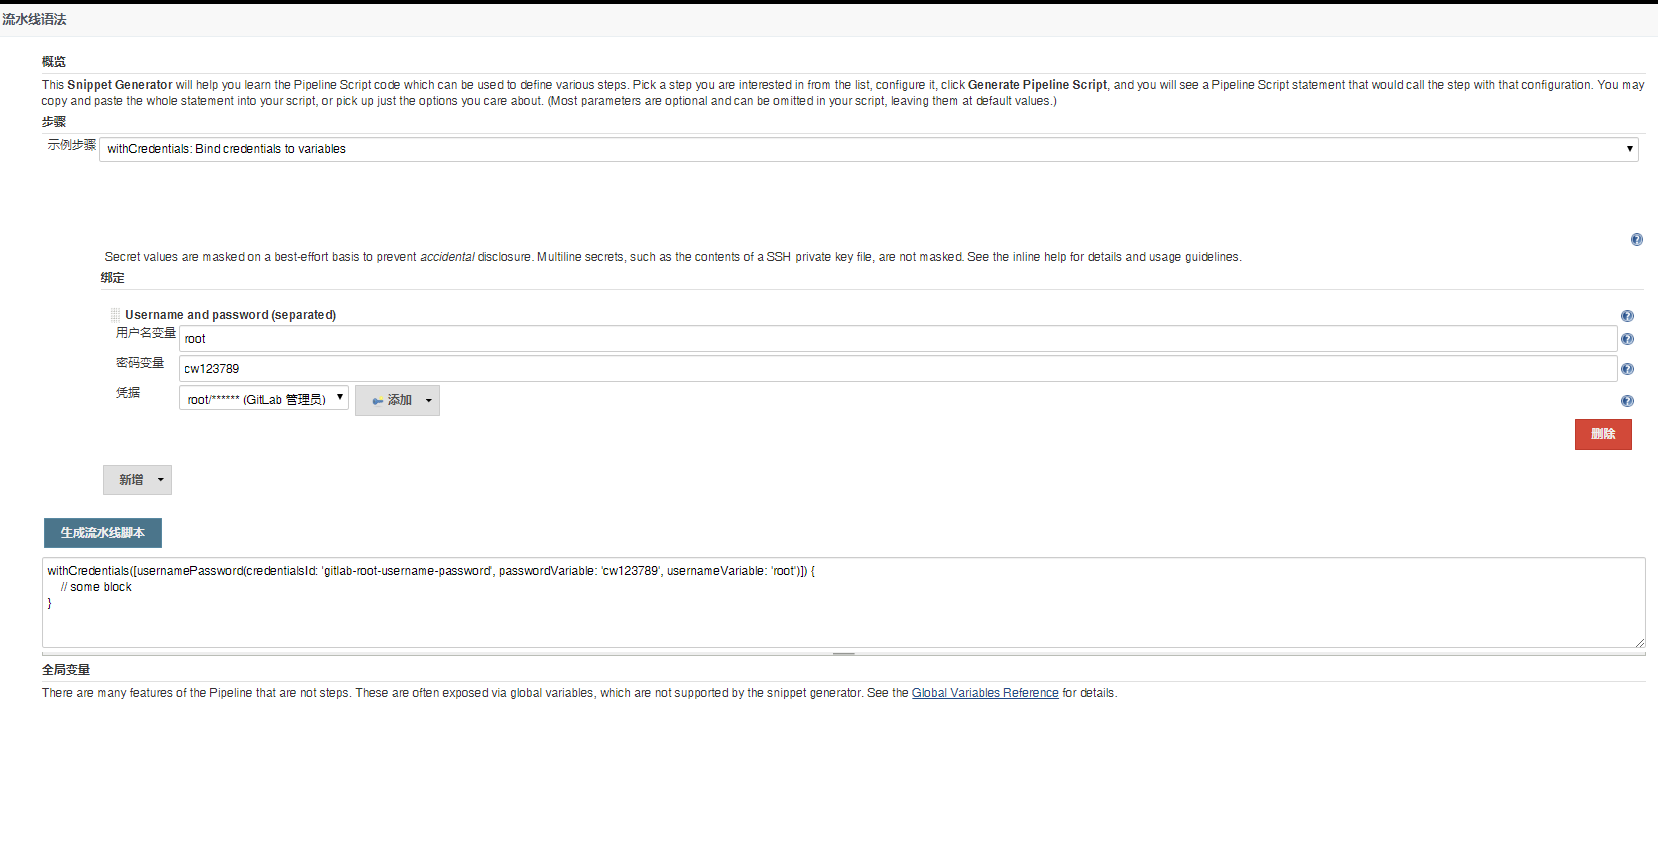 流水线语法
概览
This Snippet Generator will help you learn the Pipeline Script code which can be used to define various steps. Pick a step you are interested in from the list, configure it, click Generate Pipeline Script, and you will see a Pipeline Script statement that would call the step with that configuration. You may
copy and paste the whole statement into your script, or pick up just the options you care about. (Most parameters are optional and can be omitted in your script, leaving them at default values.)
步骤
示例步骤 withCredentials: Bind credentials to variables
Secret values are masked on a best-effort basis to prevent accidental disclosure. Multiline secrets, such as the contents of a SSH private key file, are not masked. See the inline help for details and usage guidelines.
绑定
Username and password (separated)
用户名变量 root
密码变量 cw123789
凭据 root/****** (GitLab 管理员) 添加
删除
新增
生成流水线脚本
withCredentials([usernamePassword(credentialsId: 'gitlab-root-username-password', passwordVariable: 'cw123789', usernameVariable: 'root')]) {
// some block
}
全局变量
There are many features of the Pipeline that are not steps. These are often exposed via global variables, which are not supported by the snippet generator. See the Global Variables Reference for details.